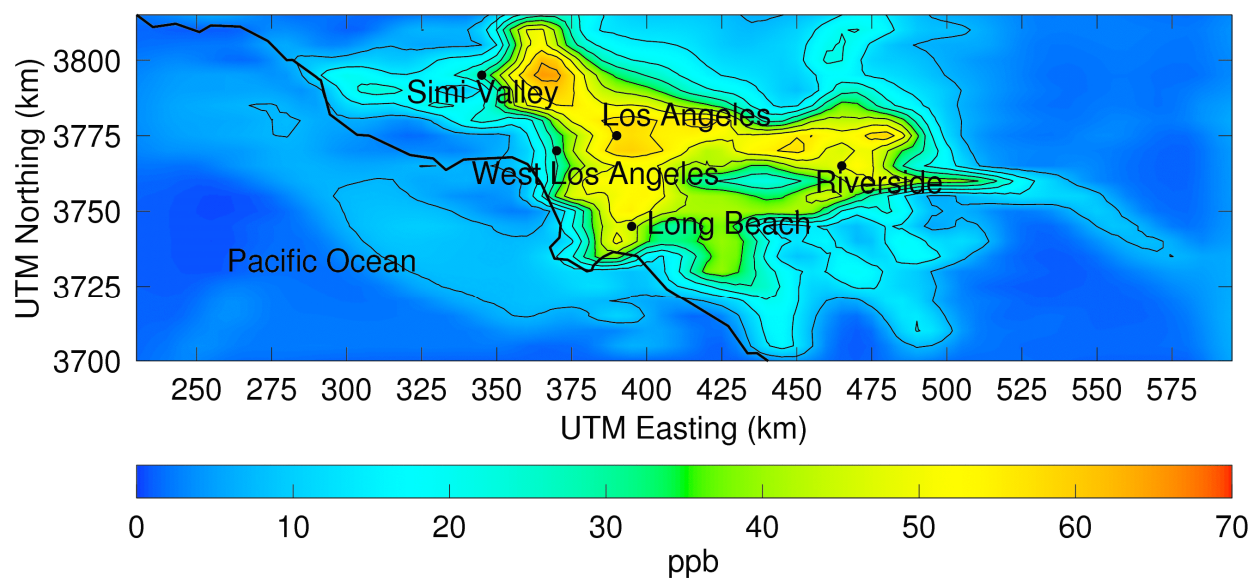 3800
Simi Valley
Los Angeles
3775
West Los Angeles
Riverside
3750
Long Beach
Pacific Ocean
3725
3700
UTM Northing (km)
250 275 300 325 350 375 400 425 450 475 500 525 550 575
UTM Easting (km)
0 10 20 30 40 50 60 70
ppb